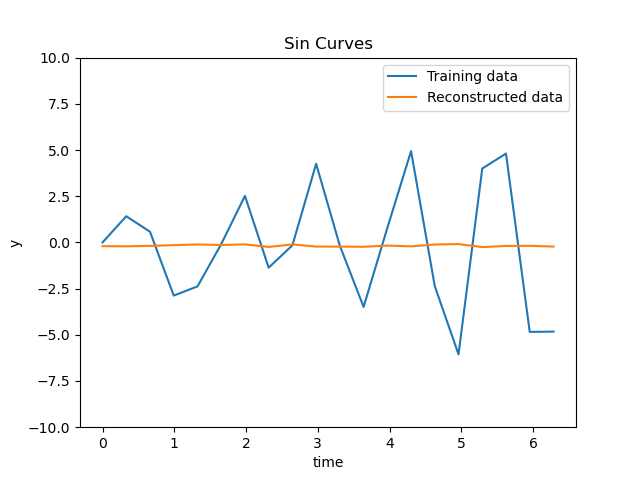 Sin Curves
Training data
Reconstructed data
10.0
7.5
5.0
2.5
0.0
−2.5
−5.0
−7.5
−10.0
y
0 1 2 3 4 5 6
time